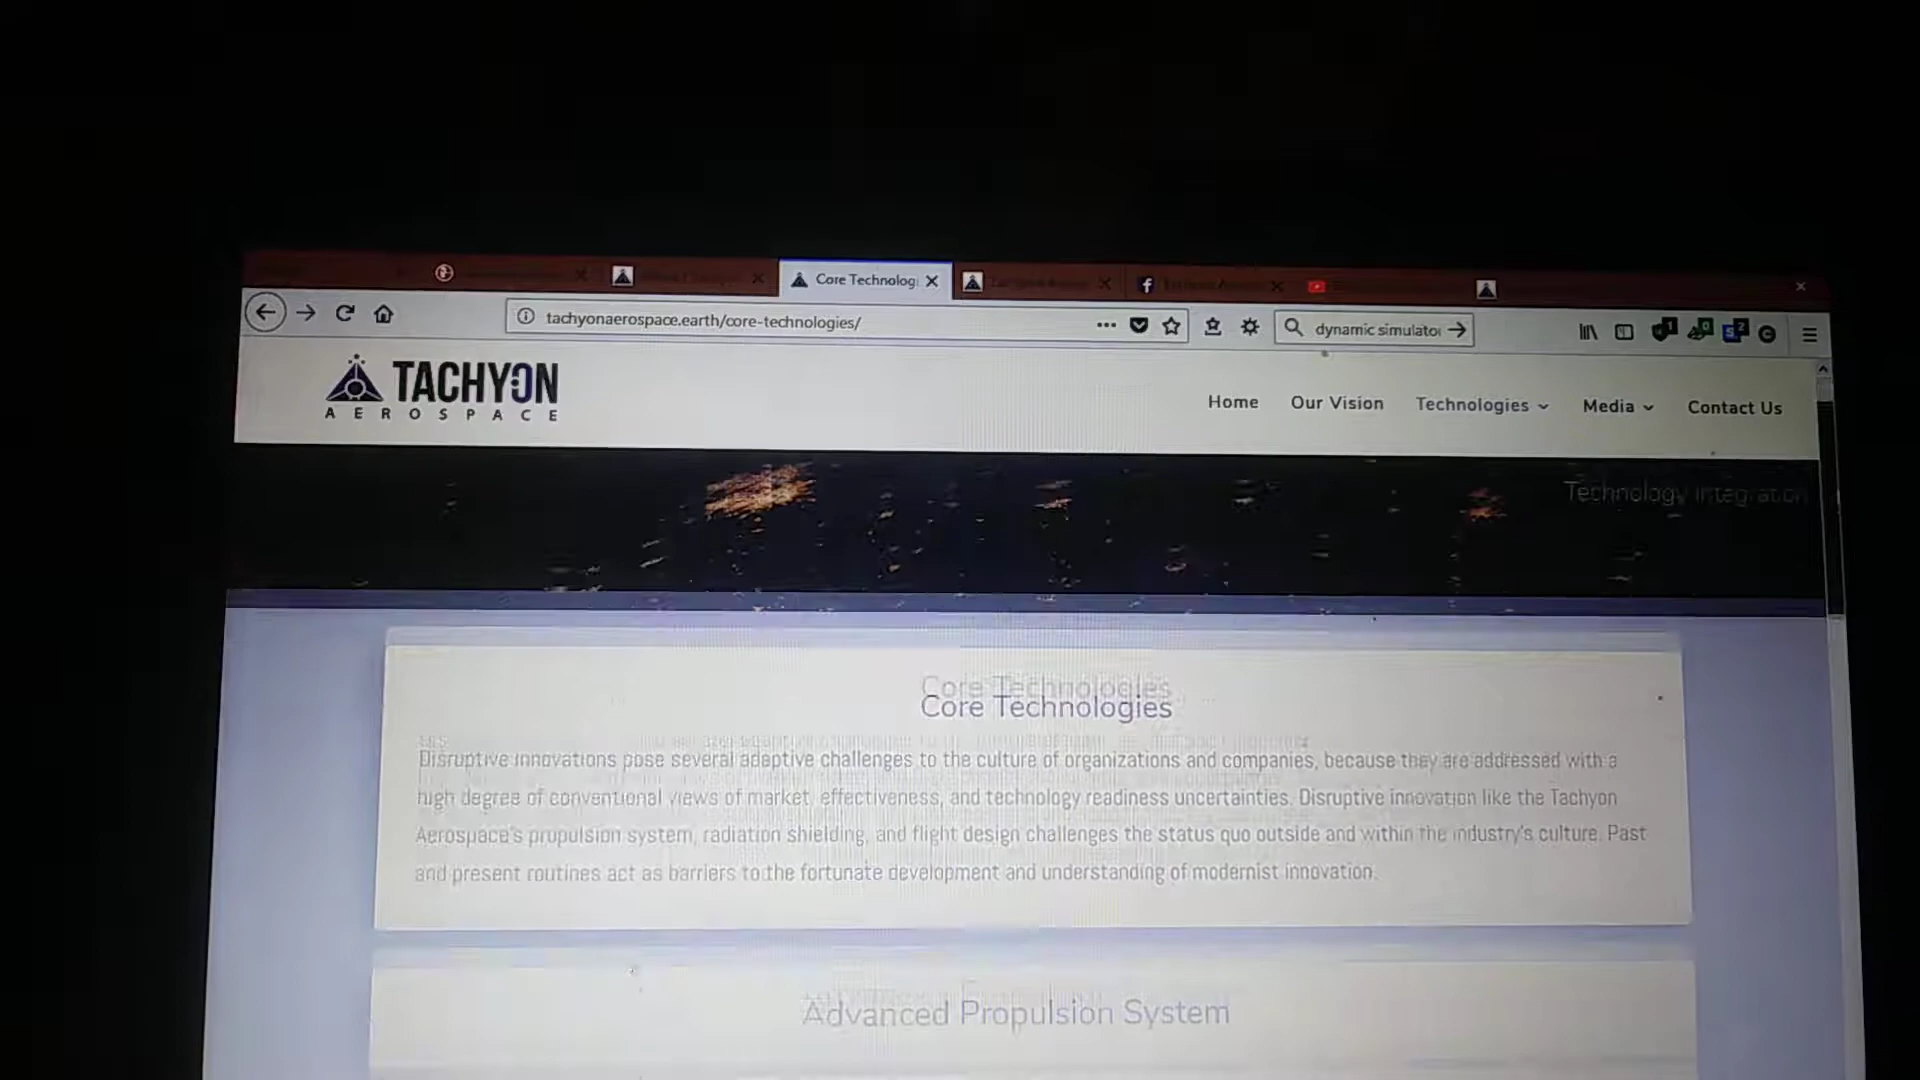 Core Technolog
tachyonaerospace.earth/core-technologies/
dynamic simulato
TACHYON
AEROSPACE
Home Our Vision Technologies Media Contact Us
Technology Integration
Core Technologies
Disruptive innovations pose several adaptive challenges to the culture of organizations and companies, because they are addressed with a
high degree of conventional views of market, effectiveness, and technology readiness uncertainties. Disruptive innovation like the Tachyon
Aerospace's propulsion system, radiation shielding, and flight design challenges the status quo outside and within the industry's culture. Past
and present routines act as barriers to the fortunate development and understanding of modernist innovation.
Advanced Propulsion System